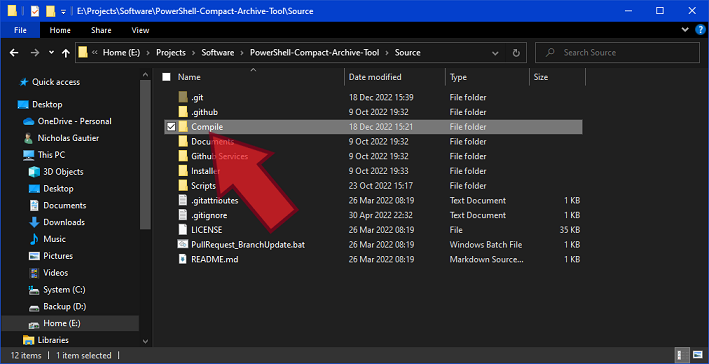 E:\Projects\Software\PowerShell-Compact-Archive-Tool\Source
File Home Share View
Home (E:) Projects Software PowerShell-Compact-Archive-Tool Source Search Source
Name Date modified Type Size
Quick access
Desktop
OneDrive - Personal
Nicholas Gautier
This PC
3D Objects
Desktop
Documents
Downloads
Music
Pictures
Videos
System (C:)
Backup (D:)
Home (E:)
Libraries
.git 18 Dec 2022 15:39 File folder
.github 9 Oct 2022 19:32 File folder
Compile 18 Dec 2022 15:21 File folder
Documents 9 Oct 2022 19:32 File folder
Github Services 9 Oct 2022 19:32 File folder
Installer 9 Oct 2022 19:33 File folder
Scripts 23 Oct 2022 15:17 File folder
.gitattributes 26 Mar 2022 08:19 Text Document 1 KB
.gitignore 30 Apr 2022 22:32 Text Document 1 KB
LICENSE 26 Mar 2022 08:19 File 35 KB
PullRequest_BranchUpdate.bat 26 Mar 2022 08:19 Windows Batch File 1 KB
README.md 26 Mar 2022 08:19 Markdown Source... 1 KB
12 items 1 item selected